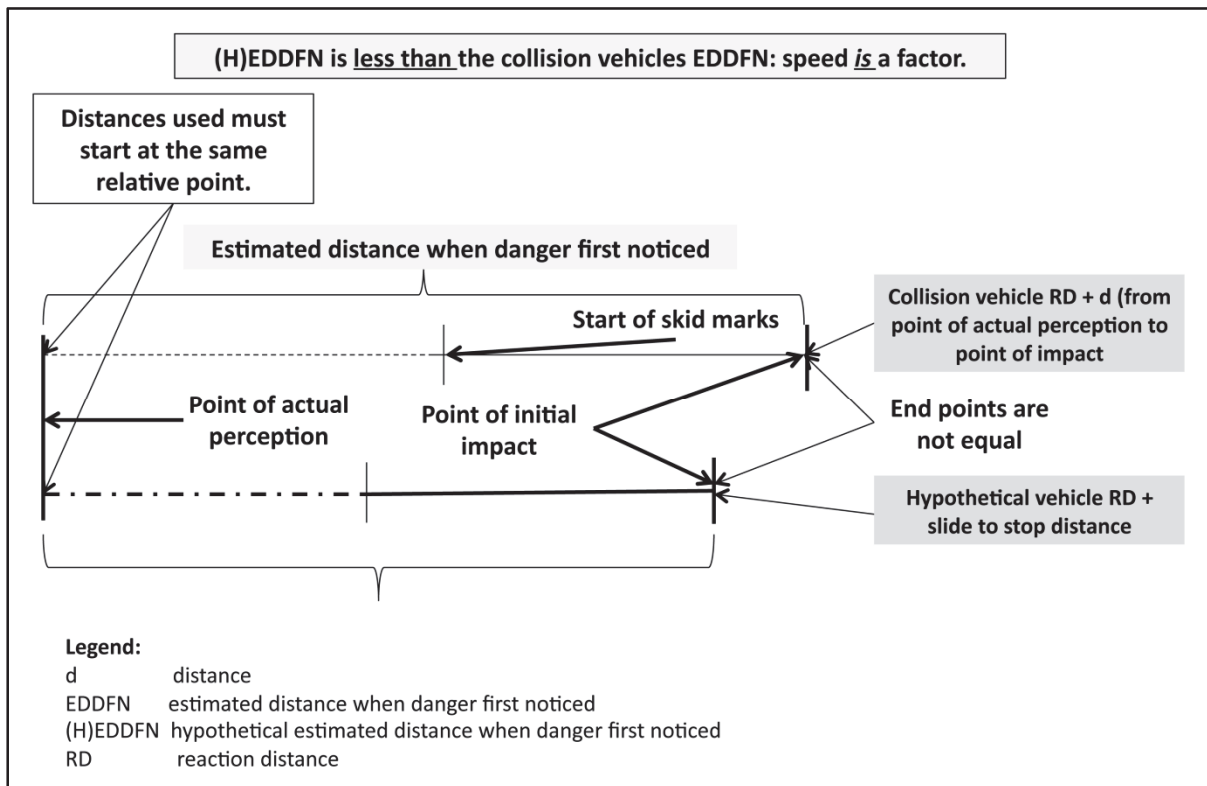 (H)EDDFN is less than the collision vehicles EDDFN: speed is a factor.
Distances used must
start at the same
relative point.
Estimated distance when danger first noticed
Start of skid marks
Collision vehicle RD + d (from
point of actual perception to
point of impact
Point of actual
perception
Point of initial
impact
End points are
not equal
Hypothetical vehicle RD +
slide to stop distance
Legend:
d distance
EDDFN estimated distance when danger first noticed
(H)EDDFN hypothetical estimated distance when danger first noticed
RD reaction distance